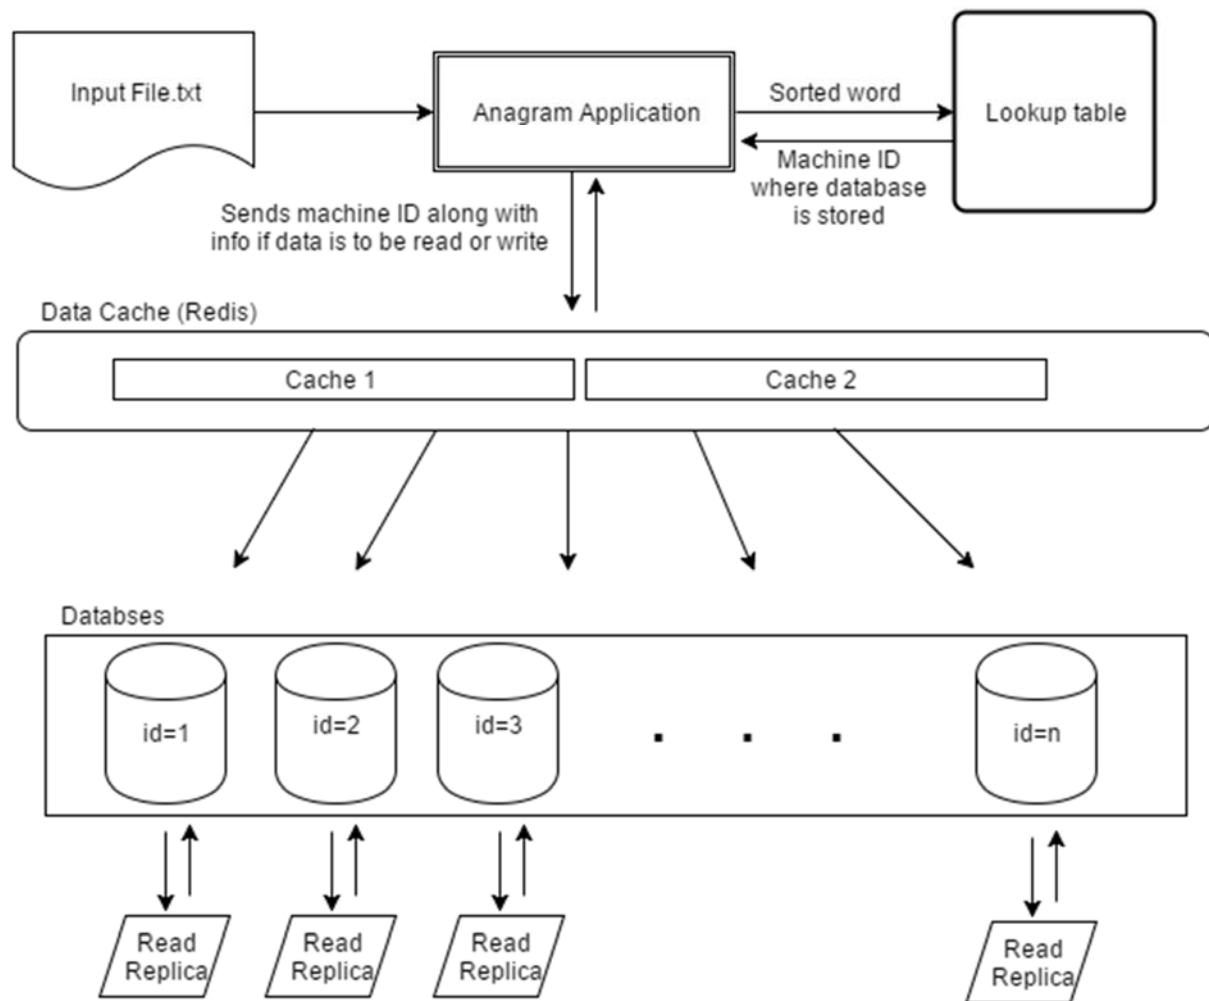 Input File.txt
Anagram Application
Sorted word
Lookup table
Machine ID
where database
is stored
Sends machine ID along with
info if data is to be read or write
Data Cache (Redis)
Cache 1
Cache 2
Databses
id=1
id=2
id=3
. . .
id=n
Read
Replica
Read
Replica
Read
Replica
Read
Replica